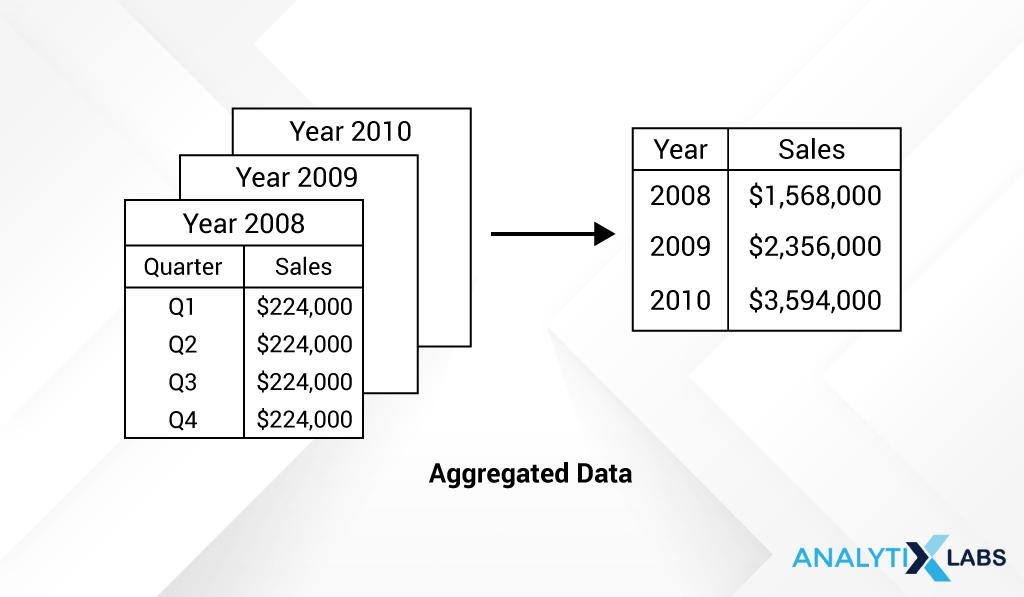 Year 2010
Year 2009
Year 2008
Quarter Sales
Q1 $224,000
Q2 $224,000
Q3 $224,000
Q4 $224,000
Year Sales
2008 $1,568,000
2009 $2,356,000
2010 $3,594,000
Aggregated Data
ANALYTIX LABS